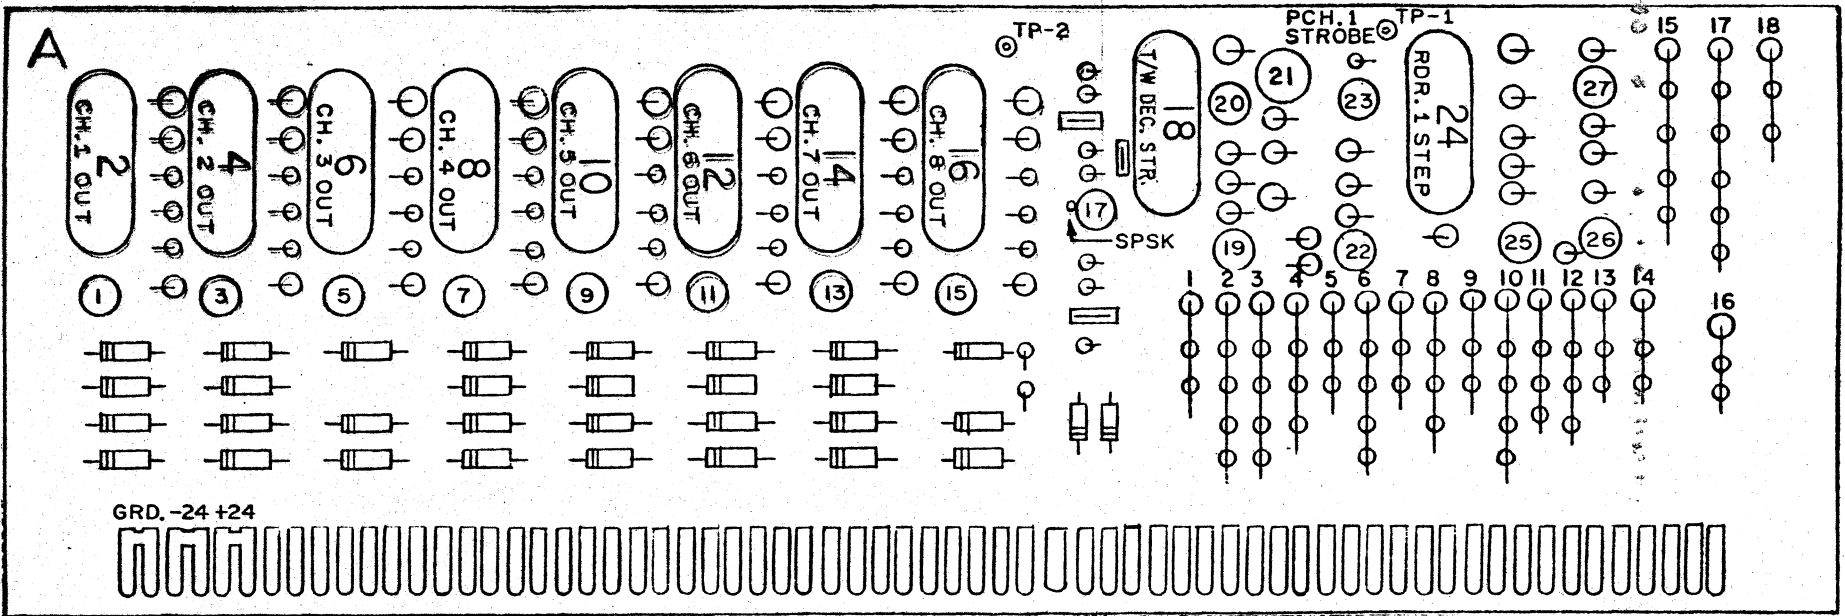 A
TP-2
PCH.1
STROBE
TP-1
15 17 18
CH.1 OUT
2
CH. 2 OUT
4
CH. 3 OUT
6
CH. 4 OUT
8
CH. 5 OUT
10
CH. 6 OUT
12
CH. 7 OUT
14
CH. 8 OUT
16
T/W DEC. STR.
18
RDR. 1 STEP
24
20
21
23
27
17
SPSK
19
22
25
26
1 3 5 7 9 11 13 15
1 2 3 4 5 6 7 8 9 10 11 12 13 14
16
GRD. -24 +24